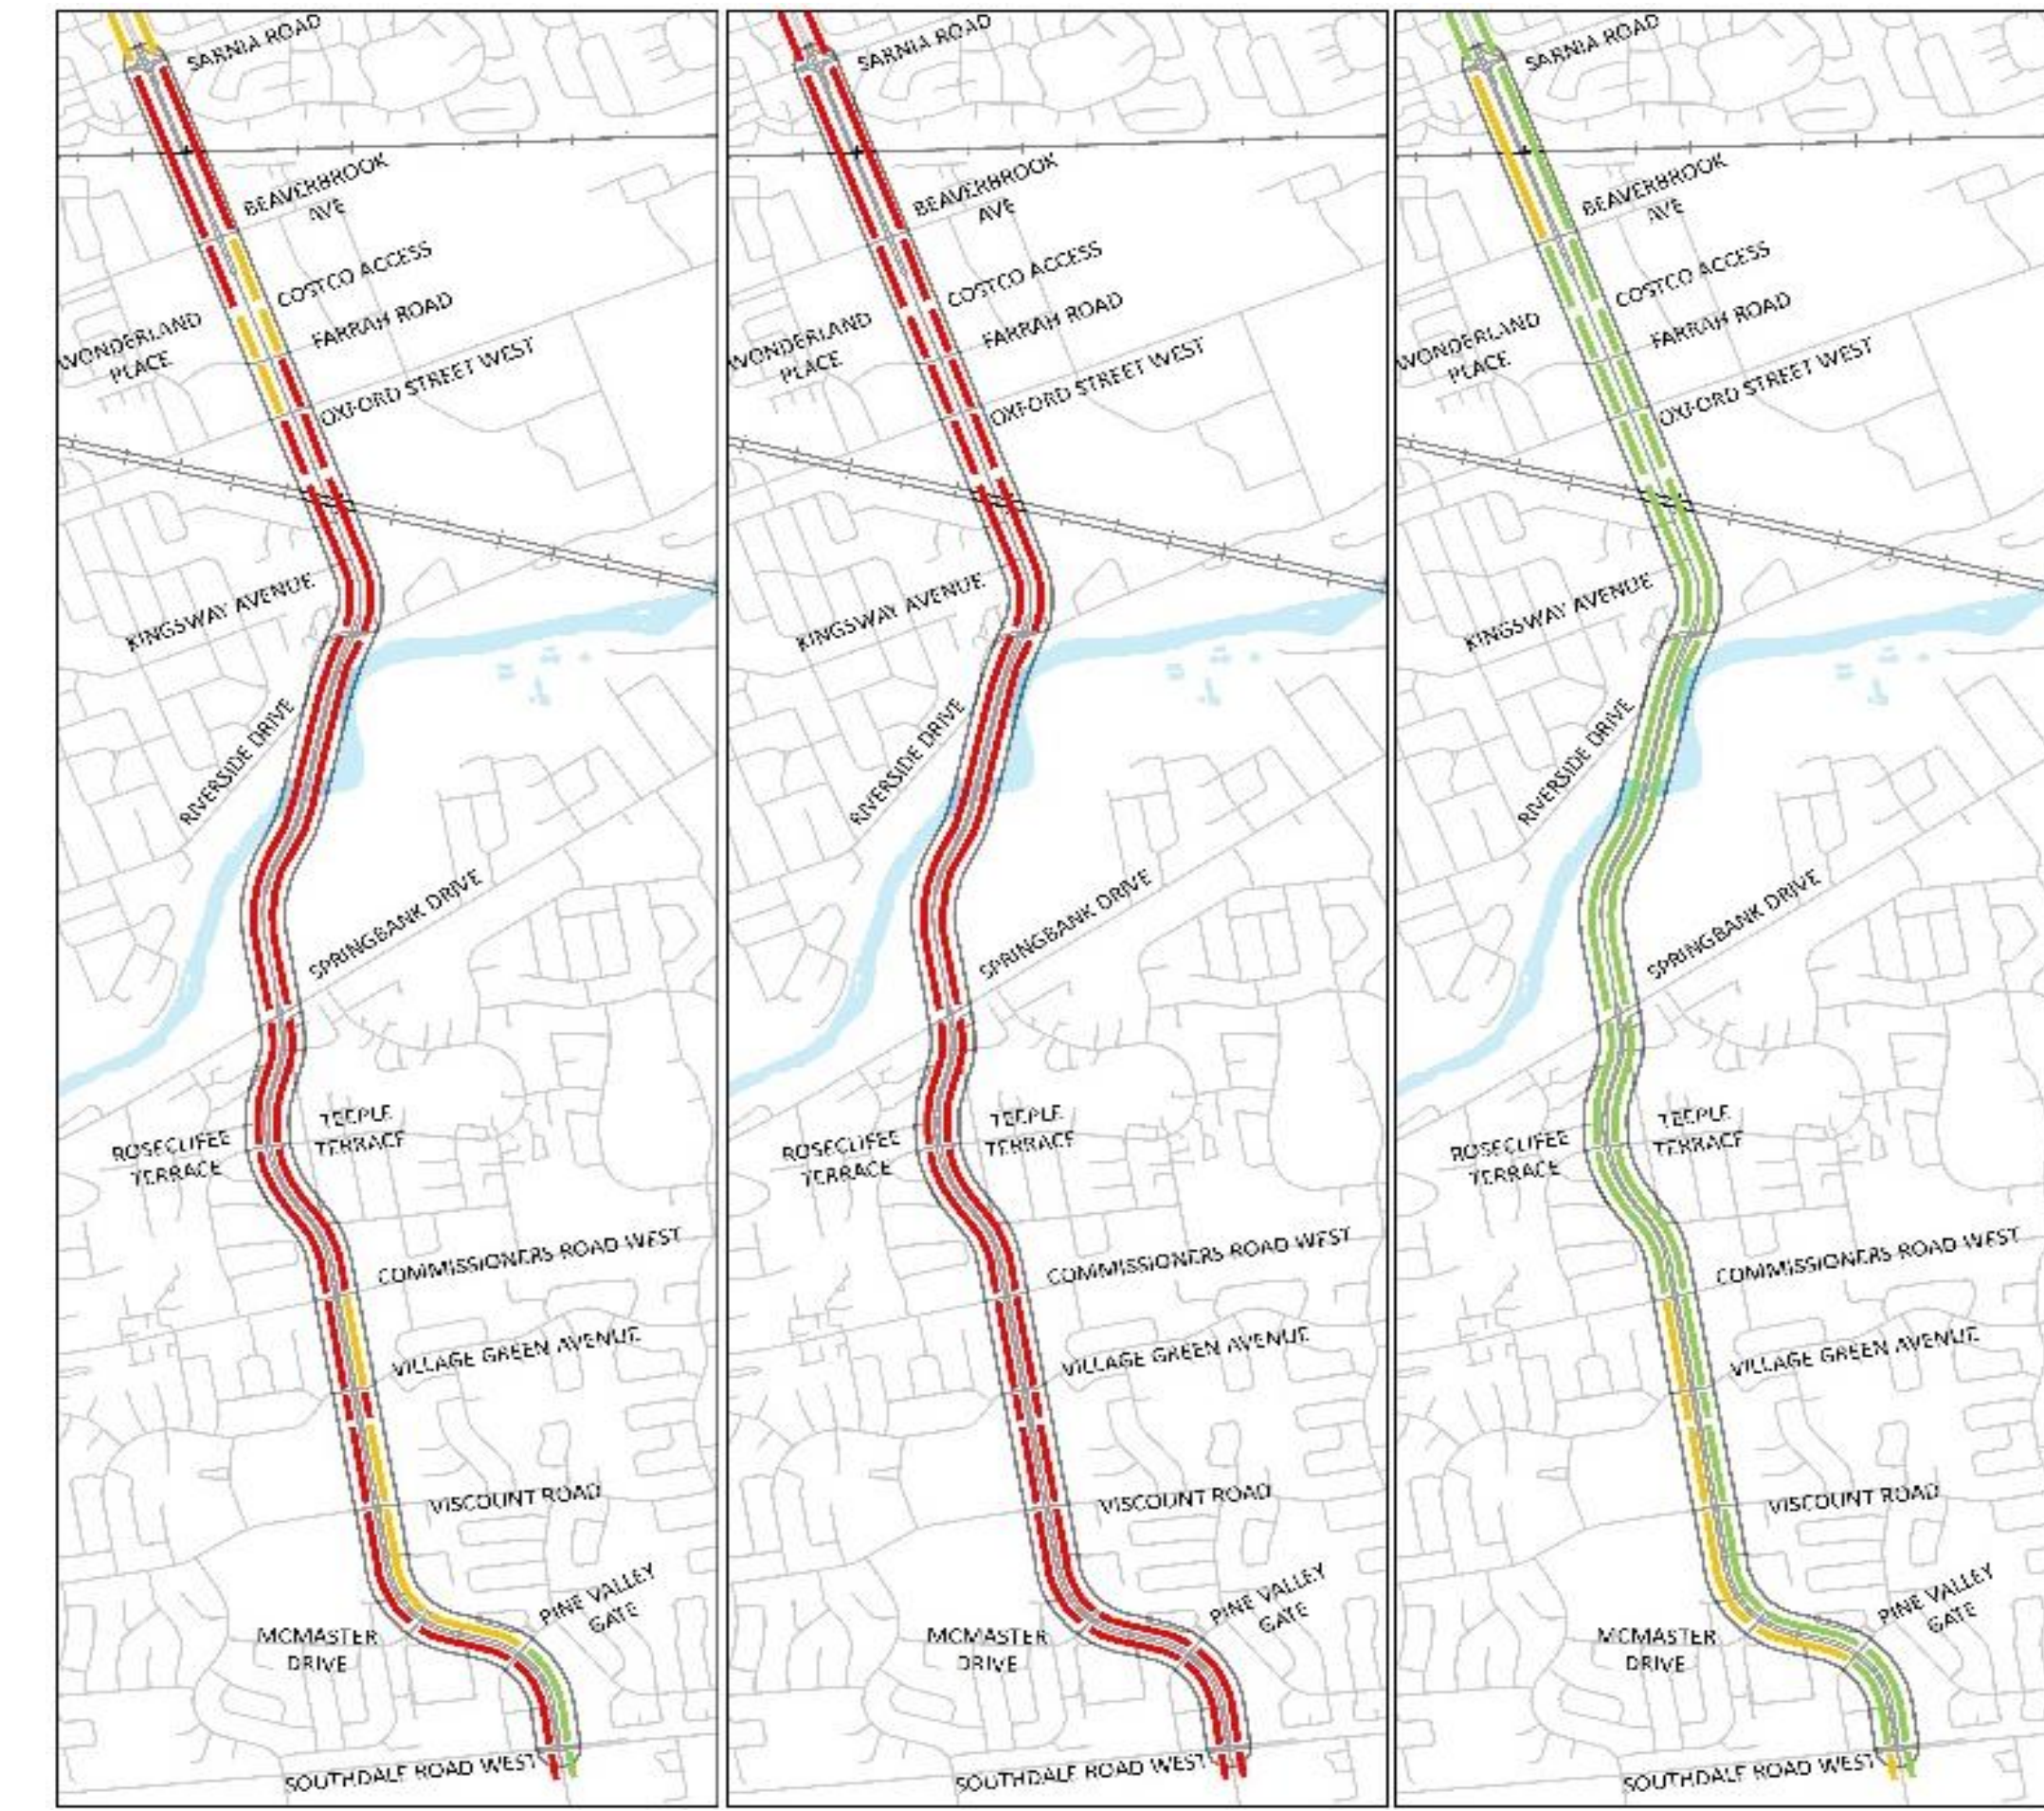 SARNIA ROAD
BEAVERBROOK
AVE
COSTCO ACCESS
FARRAH ROAD
WONDERLAND
PLACE
OXFORD STREET WEST
KINGSWAY AVENUE
RIVERSIDE DRIVE
SPRINGBANK DRIVE
TEEPLE
TERRACE
ROSECLIFFE
TERRACE
COMMISSIONERS ROAD WEST
VILLAGE GREEN AVENUE
VISCOUNT ROAD
PINE VALLEY
GATE
MCMASTER
DRIVE
SOUTHDALE ROAD WEST
SARNIA ROAD
BEAVERBROOK
AVE
COSTCO ACCESS
FARRAH ROAD
WONDERLAND
PLACE
OXFORD STREET WEST
KINGSWAY AVENUE
RIVERSIDE DRIVE
SPRINGBANK DRIVE
TEEPLE
TERRACE
ROSECLIFFE
TERRACE
COMMISSIONERS ROAD WEST
VILLAGE GREEN AVENUE
VISCOUNT ROAD
PINE VALLEY
GATE
MCMASTER
DRIVE
SOUTHDALE ROAD WEST
SARNIA ROAD
BEAVERBROOK
AVE
COSTCO ACCESS
FARRAH ROAD
WONDERLAND
PLACE
OXFORD STREET WEST
KINGSWAY AVENUE
RIVERSIDE DRIVE
SPRINGBANK DRIVE
TEEPLE
TERRACE
ROSECLIFFE
TERRACE
COMMISSIONERS ROAD WEST
VILLAGE GREEN AVENUE
VISCOUNT ROAD
PINE VALLEY
GATE
MCMASTER
DRIVE
SOUTHDALE ROAD WEST